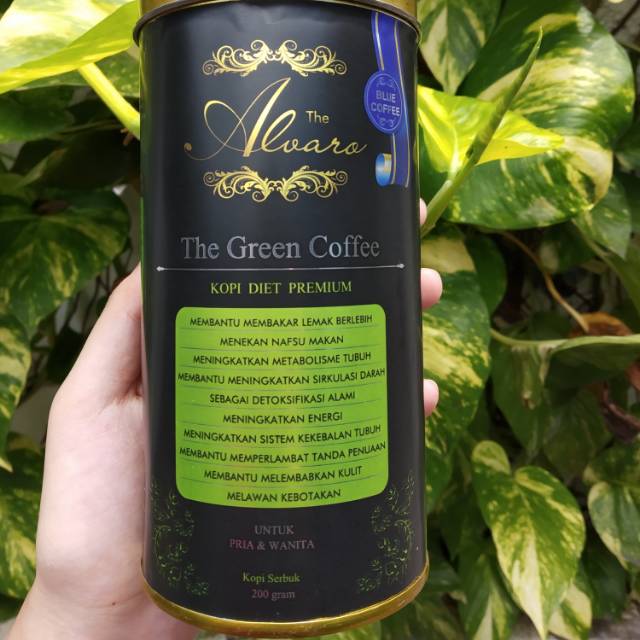 The
Alvaro
BLUE
COFFEE
The Green Coffee
KOPI DIET PREMIUM
MEMBANTU MEMBAKAR LEMAK BERLEBIH
MENEKAN NAFSU MAKAN
MENINGKATKAN METABOLISME TUBUH
MEMBANTU MENINGKATKAN SIRKULASI DARAH
SEBAGAI DETOKSIFIKASI ALAMI
MENINGKATKAN ENERGI
MENINGKATKAN SISTEM KEKEBALAN TUBUH
MEMBANTU MEMPERLAMBAT TANDA PENUAAN
MEMBANTU MELEMBABKAN KULIT
MELAWAN KEBOTAKAN
UNTUK
PRIA & WANITA
Kopi Serbuk
200 gram